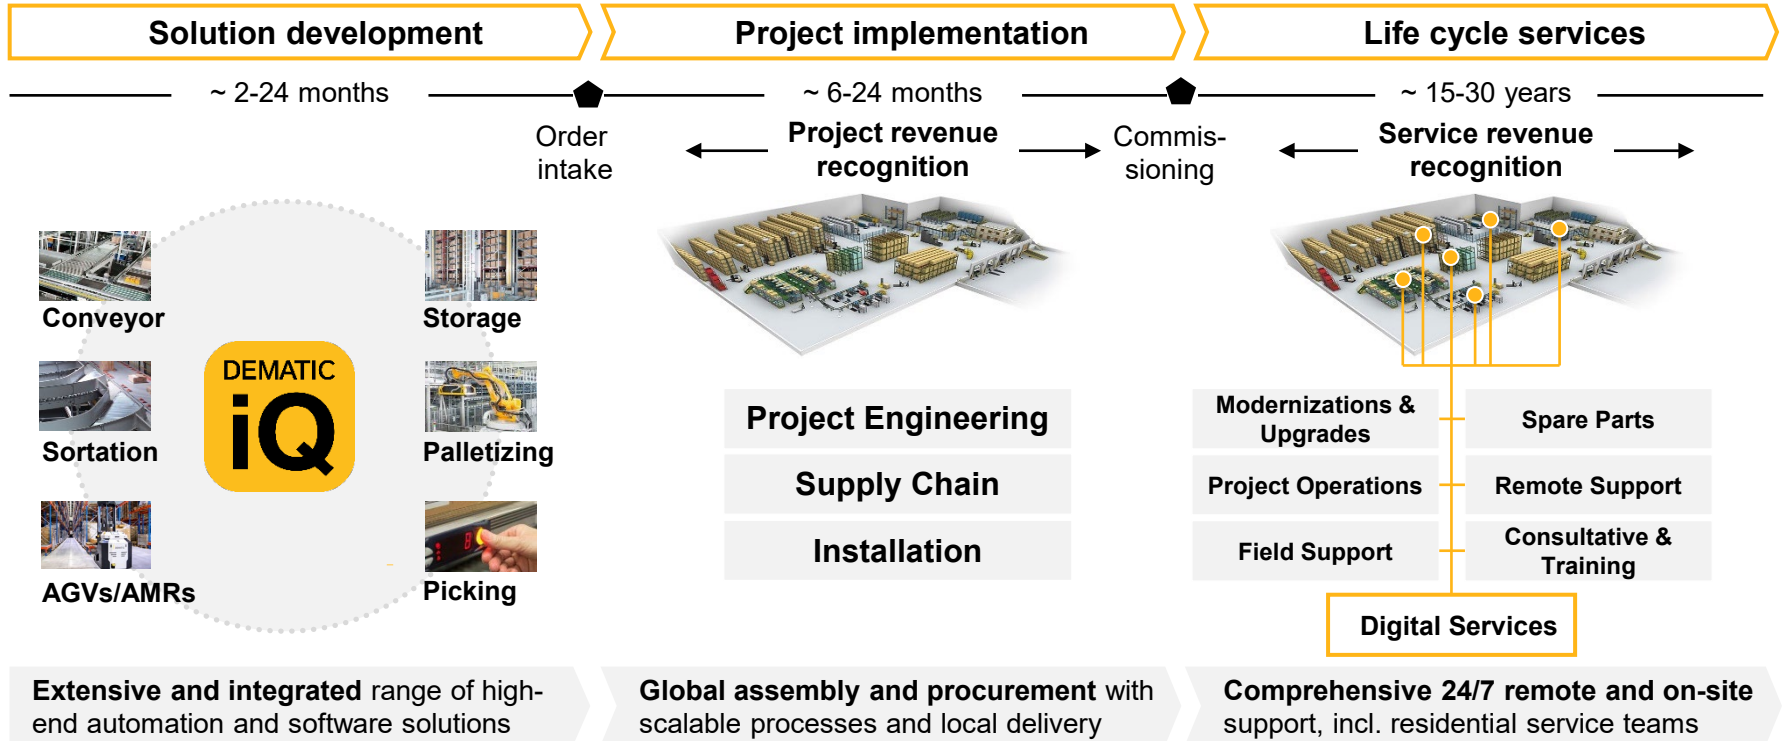 Solution development
Project implementation
Life cycle services
~ 2-24 months
~ 6-24 months
~ 15-30 years
Order
intake
Project revenue
recognition
Commis-
sioning
Service revenue
recognition
Conveyor
Storage
DEMATIC
iQ
Sortation
Palletizing
AGVs/AMRs
Picking
Project Engineering
Supply Chain
Installation
Modernizations &
Upgrades
Spare Parts
Project Operations
Remote Support
Field Support
Consultative &
Training
Digital Services
Extensive and integrated range of high-
end automation and software solutions
Global assembly and procurement with
scalable processes and local delivery
Comprehensive 24/7 remote and on-site
support, incl. residential service teams